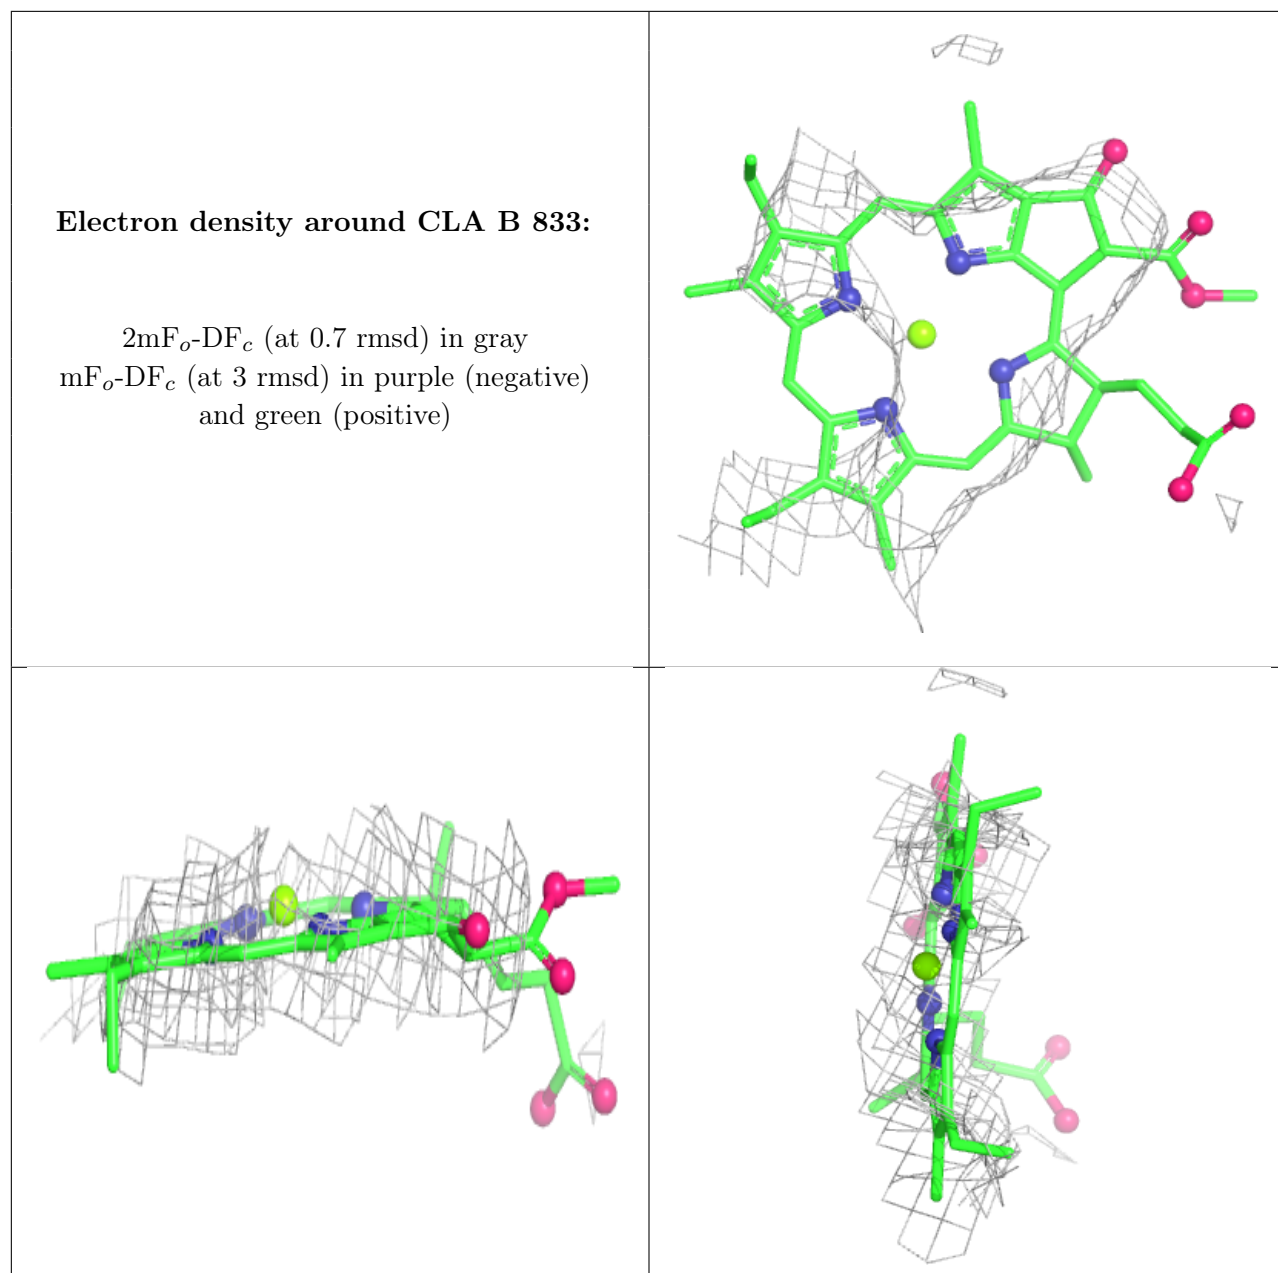 Electron density around CLA B 833:
2mFo-DFc (at 0.7 rmsd) in gray
mFo-DFc (at 3 rmsd) in purple (negative)
and green (positive)